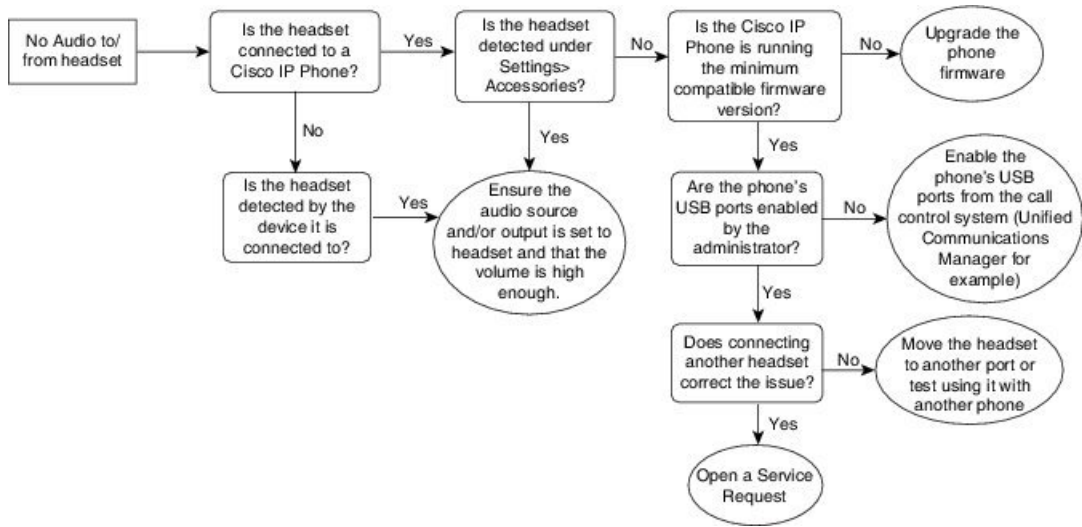 No Audio to/
from headset
Is the headset
connected to a
Cisco IP Phone?
Yes
Is the headset
detected under
Settings>
Accessories?
No
Is the Cisco IP
Phone is running
the minimum
compatible firmware
version?
No
Upgrade the
phone
firmware
No
Yes
Yes
Is the headset
detected by the
device it is
connected to?
Yes
Ensure the
audio source
and/or output is set
to headset and that the
volume is high
enough.
Are the phone's
USB ports enabled
by the
administrator?
No
Enable the
phone's USB
ports from the call
control system (Unified
Communications
Manager for
example)
Yes
Does connecting
another headset
correct the issue?
No
Move the headset
to another port or
test using it with
another phone
Yes
Open a Service
Request